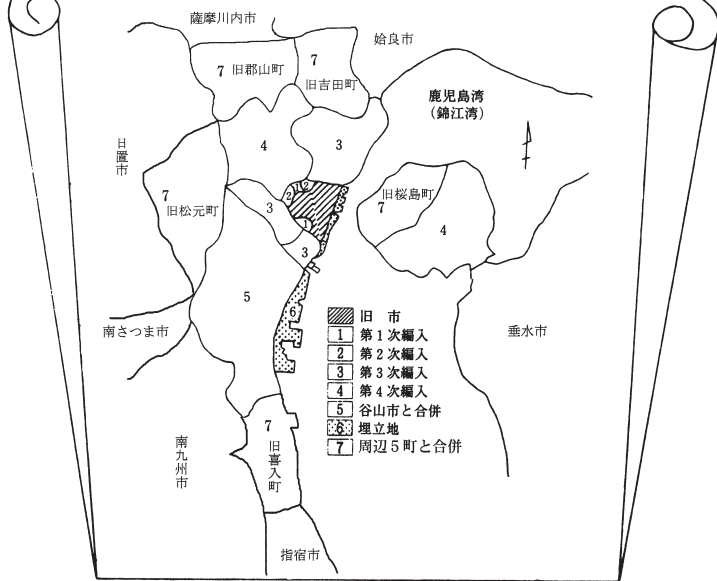 薩摩川内市
姶良市
7 旧郡山町
7
旧吉田町
鹿児島湾
(錦江湾)
日置市
4
3
7
旧松元町
2
1
2
3
1
3
7
旧桜島町
4
5
6
南さつま市
垂水市
旧 市
1 第1次編入
2 第2次編入
3 第3次編入
4 第4次編入
5 谷山市と合併
6 埋立地
7 周辺5町と合併
7
旧喜入町
南九州市
指宿市